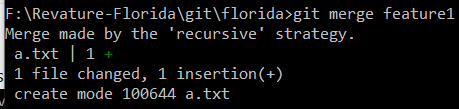 F:\Revature-Florida\git\florida>git merge feature1
Merge made by the 'recursive' strategy.
 a.txt | 1 +
 1 file changed, 1 insertion(+)
 create mode 100644 a.txt